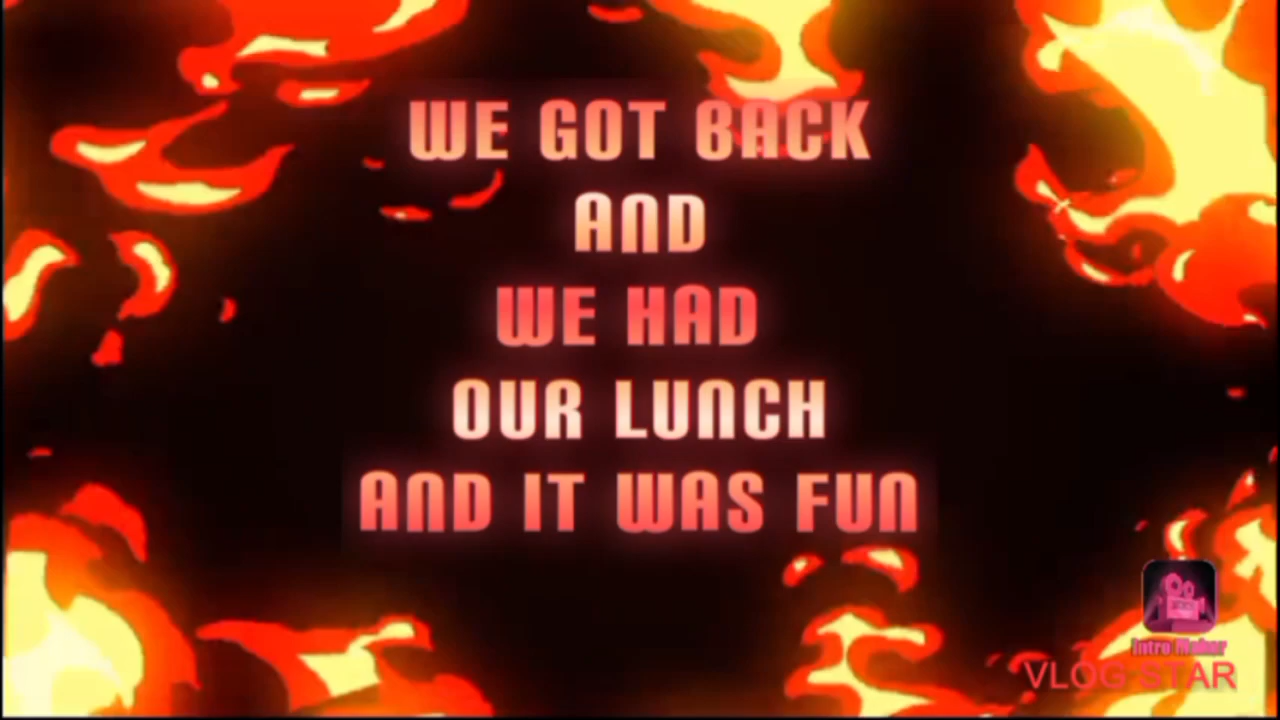 WE GOT BACK
AND
WE HAD
OUR LUNCH
AND IT WAS FUN
Intro Maker
VLOG STAR